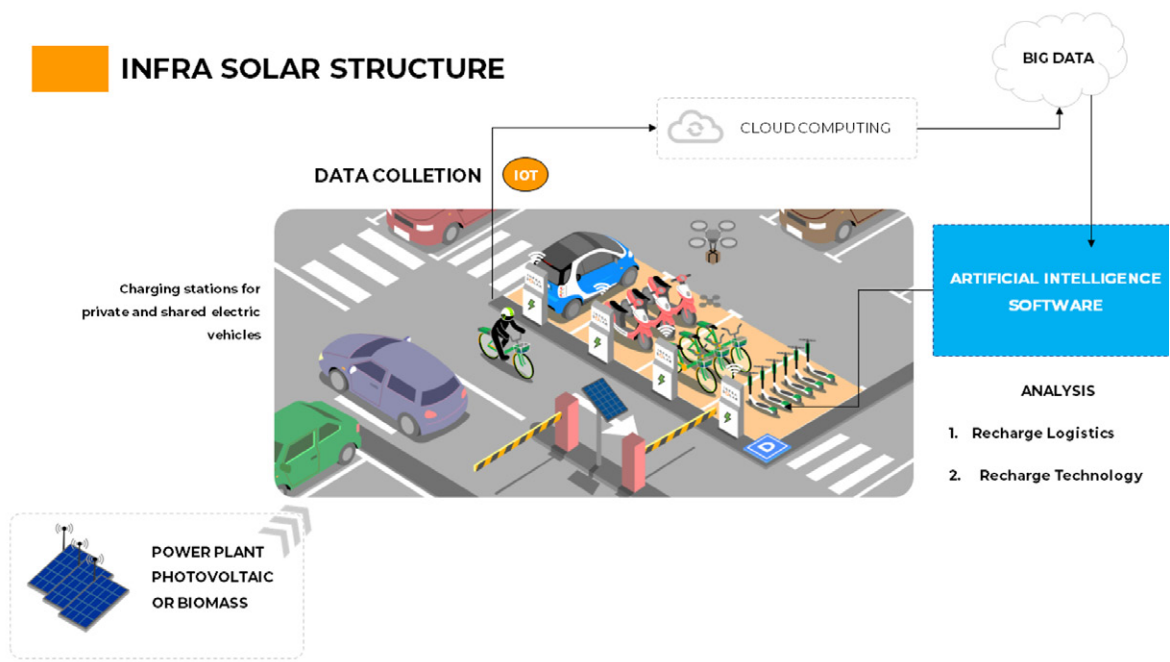 INFRA SOLAR STRUCTURE
BIG DATA
CLOUD COMPUTING
DATA COLLETION
IOT
Charging stations for
private and shared electric
vehicles
ARTIFICIAL INTELLIGENCE
SOFTWARE
ANALYSIS
1. Recharge Logistics
2. Recharge Technology
POWER PLANT
PHOTOVOLTAIC
OR BIOMASS